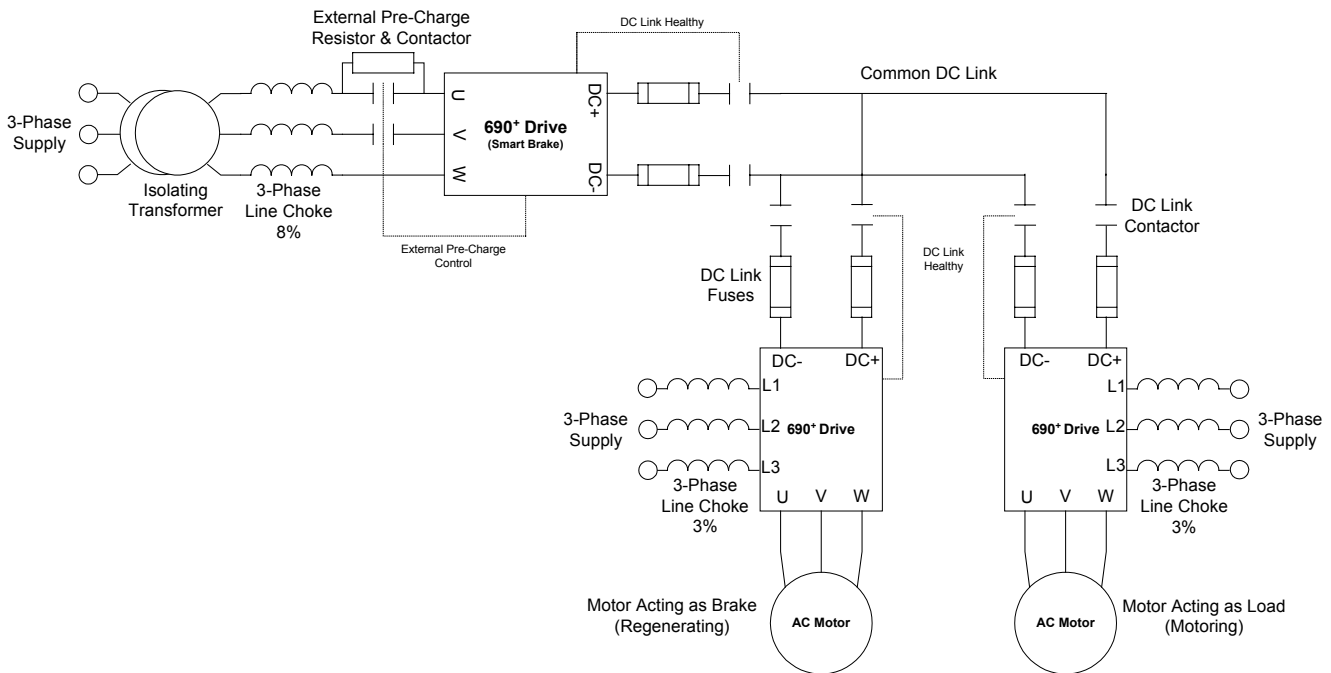 External Pre-Charge
Resistor & Contactor
DC Link Healthy
Common DC Link
3-Phase
Supply
U
V
W
690+ Drive
(Smart Brake)
DC+
DC-
Isolating
Transformer
3-Phase
Line Choke
8%
External Pre-Charge
Control
DC Link
Contactor
DC Link
Healthy
DC Link
Fuses
DC-
DC+
L1
L2
L3
690+ Drive
3-Phase
Supply
3-Phase
Line Choke
3%
U
V
W
DC-
DC+
L1
L2
L3
690+ Drive
3-Phase
Supply
3-Phase
Line Choke
3%
U
V
W
Motor Acting as Brake
(Regenerating)
AC Motor
AC Motor
Motor Acting as Load
(Motoring)